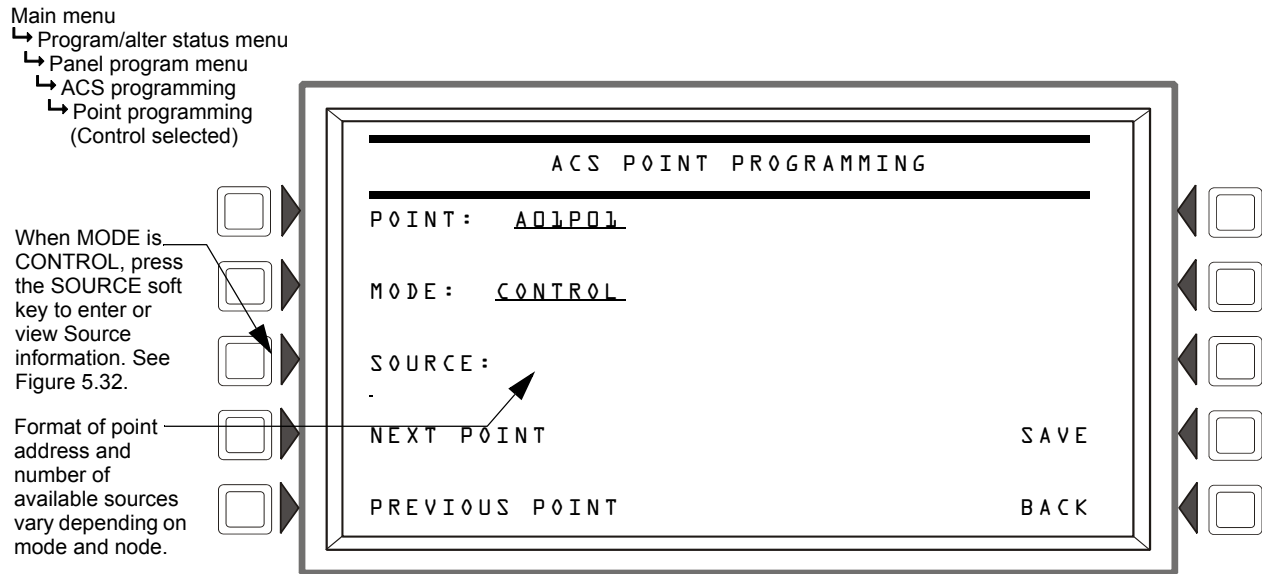 Main menu
Program/alter status menu
Panel program menu
ACS programming
Point programming
(Control selected)
ACS POINT PROGRAMMING
POINT: A01P01
When MODE is
CONTROL, press
the SOURCE soft
key to enter or
view Source
information. See
Figure 5.32.
MODE: CONTROL
SOURCE:
Format of point
address and
number of
available sources
vary depending on
mode and node.
NEXT POINT SAVE
PREVIOUS POINT BACK